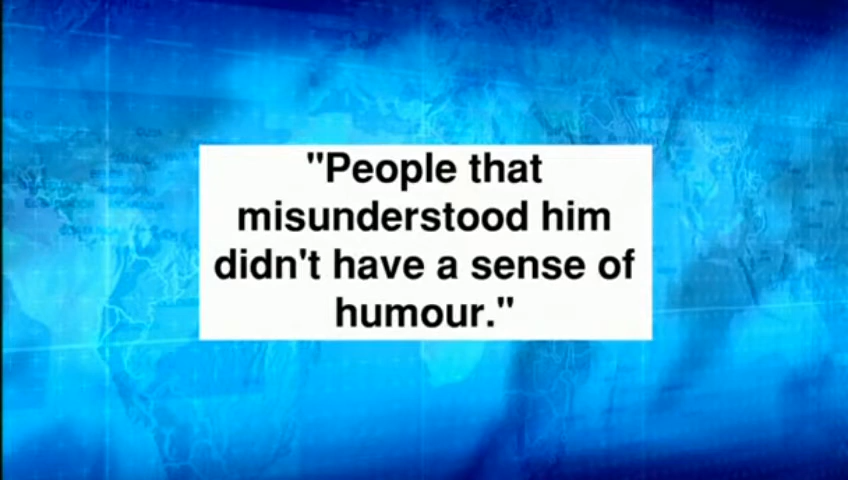 "People that
misunderstood him
didn't have a sense of
humour."